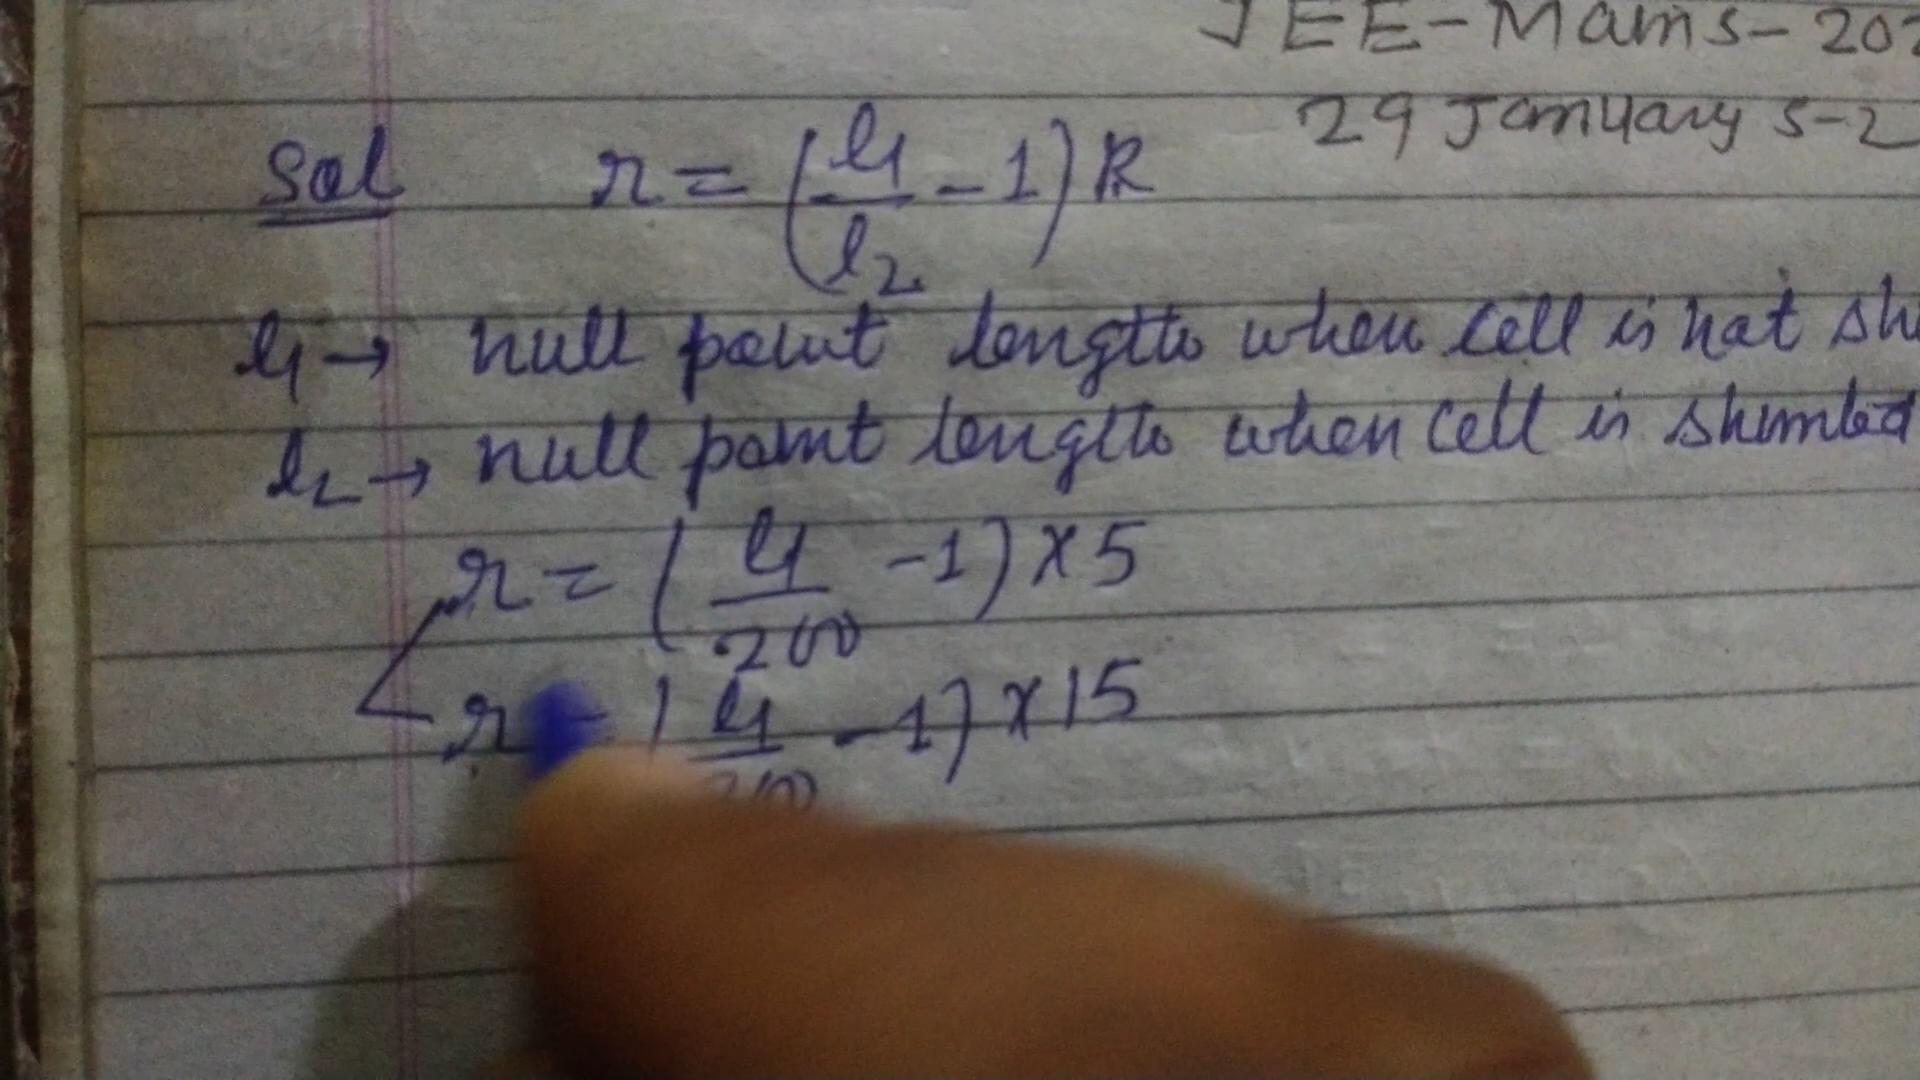 JEE-Mains-202
29 January S-2
Sol r = (l1/l2 - 1) R
l1 → null point length when cell is not sh
l2 → null point length when cell is shunted
r = (l1/200 - 1) × 5
r = (l1/ - 1) × 15